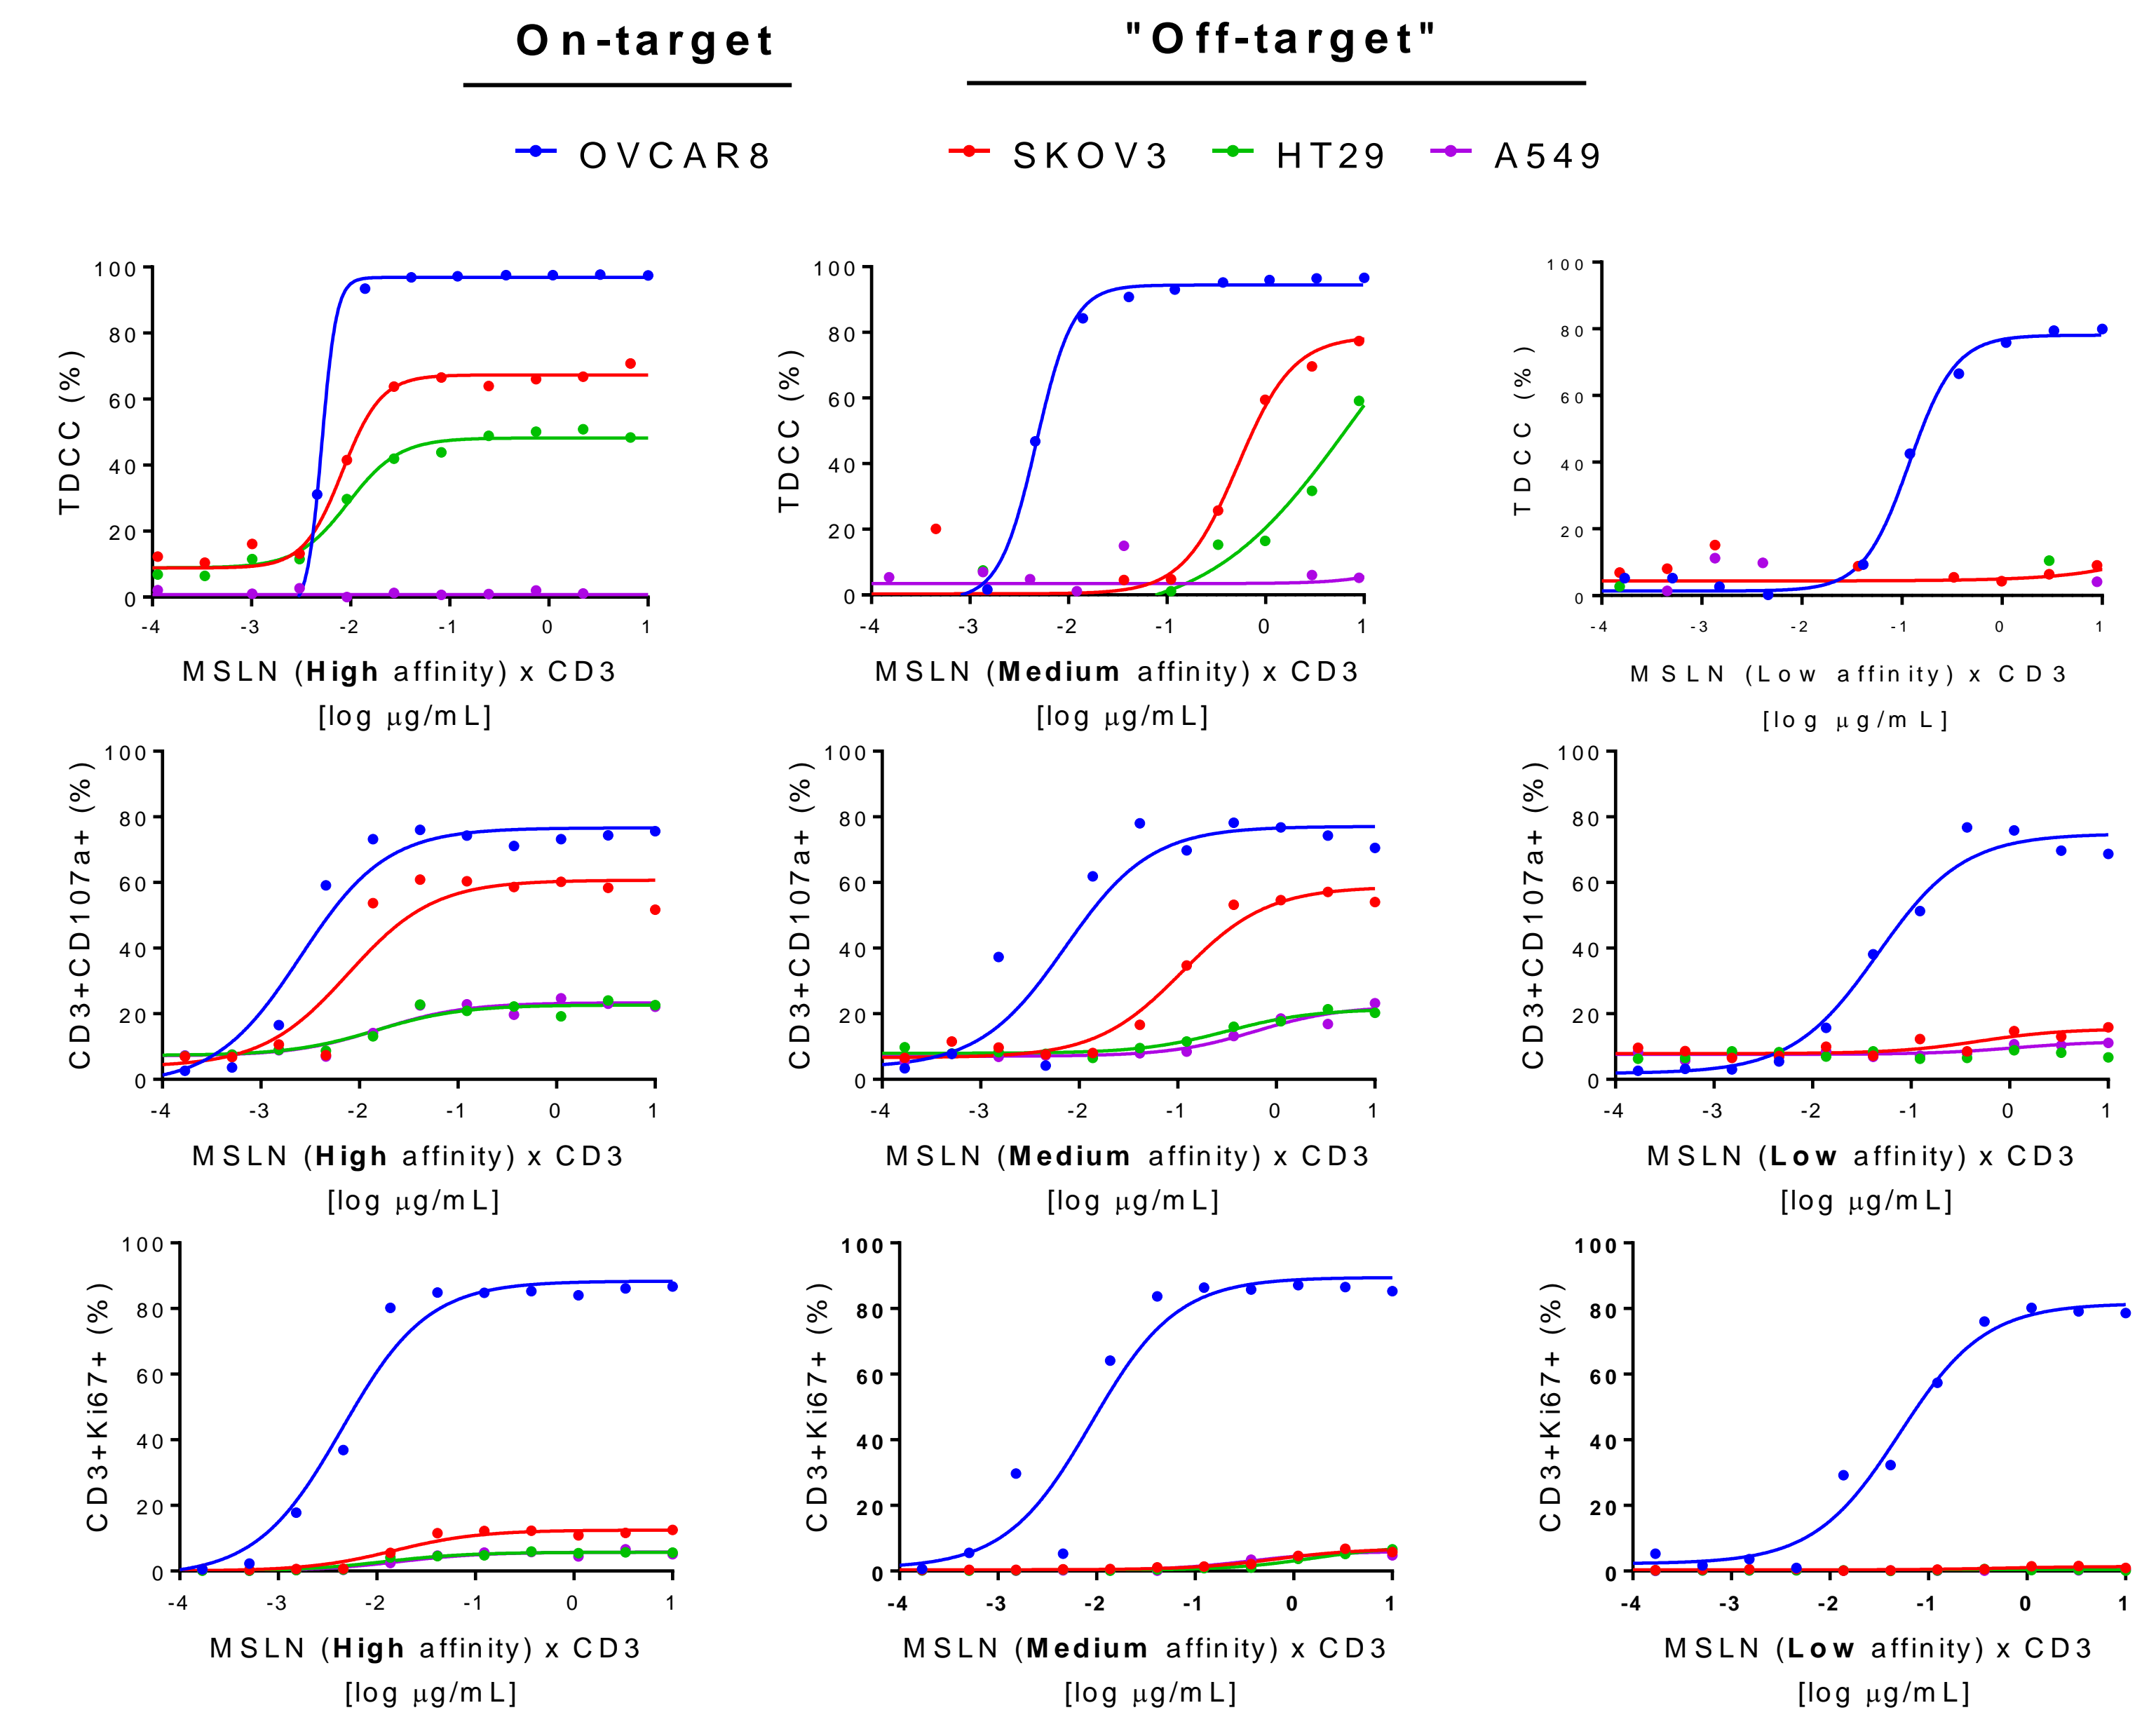 On-target "Off-target"
OVCAR8 SKOV3 HT29 A549
TDCC (%)
100
80
60
40
20
0
-4 -3 -2 -1 0 1
MSLN (High affinity) x CD3
[log μg/mL]
TDCC (%)
100
80
60
40
20
0
-4 -3 -2 -1 0 1
MSLN (Medium affinity) x CD3
[log μg/mL]
TDCC (%)
100
80
60
40
20
0
-4 -3 -2 -1 0 1
MSLN (Low affinity) x CD3
[log μg/mL]
CD3+CD107a+ (%)
100
80
60
40
20
0
-4 -3 -2 -1 0 1
MSLN (High affinity) x CD3
[log μg/mL]
CD3+CD107a+ (%)
100
80
60
40
20
0
-4 -3 -2 -1 0 1
MSLN (Medium affinity) x CD3
[log μg/mL]
CD3+CD107a+ (%)
100
80
60
40
20
0
-4 -3 -2 -1 0 1
MSLN (Low affinity) x CD3
[log μg/mL]
CD3+Ki67+ (%)
100
80
60
40
20
0
-4 -3 -2 -1 0 1
MSLN (High affinity) x CD3
[log μg/mL]
CD3+Ki67+ (%)
100
80
60
40
20
0
-4 -3 -2 -1 0 1
MSLN (Medium affinity) x CD3
[log μg/mL]
CD3+Ki67+ (%)
100
80
60
40
20
0
-4 -3 -2 -1 0 1
MSLN (Low affinity) x CD3
[log μg/mL]